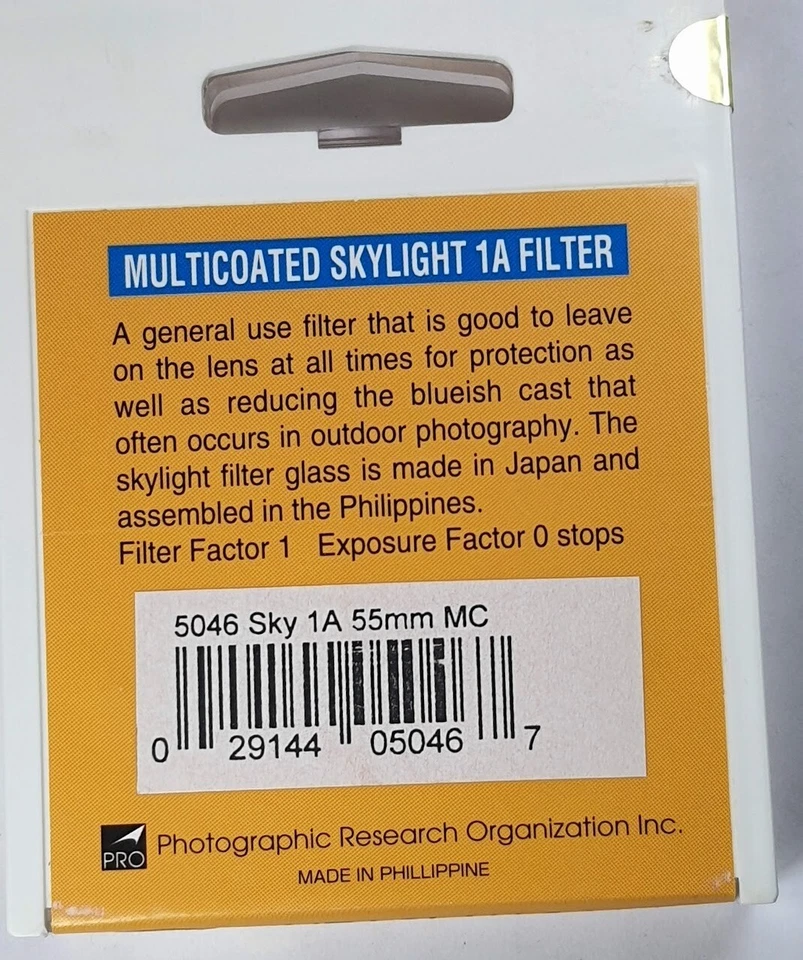 MULTICOATED SKYLIGHT 1A FILTER
A general use filter that is good to leave
on the lens at all times for protection as
well as reducing the blueish cast that
often occurs in outdoor photography. The
skylight filter glass is made in Japan and
assembled in the Philippines.
Filter Factor 1 Exposure Factor 0 stops
5046 Sky 1A 55mm MC
0 29144 05046 7
PRO Photographic Research Organization Inc.
MADE IN PHILLIPPINE